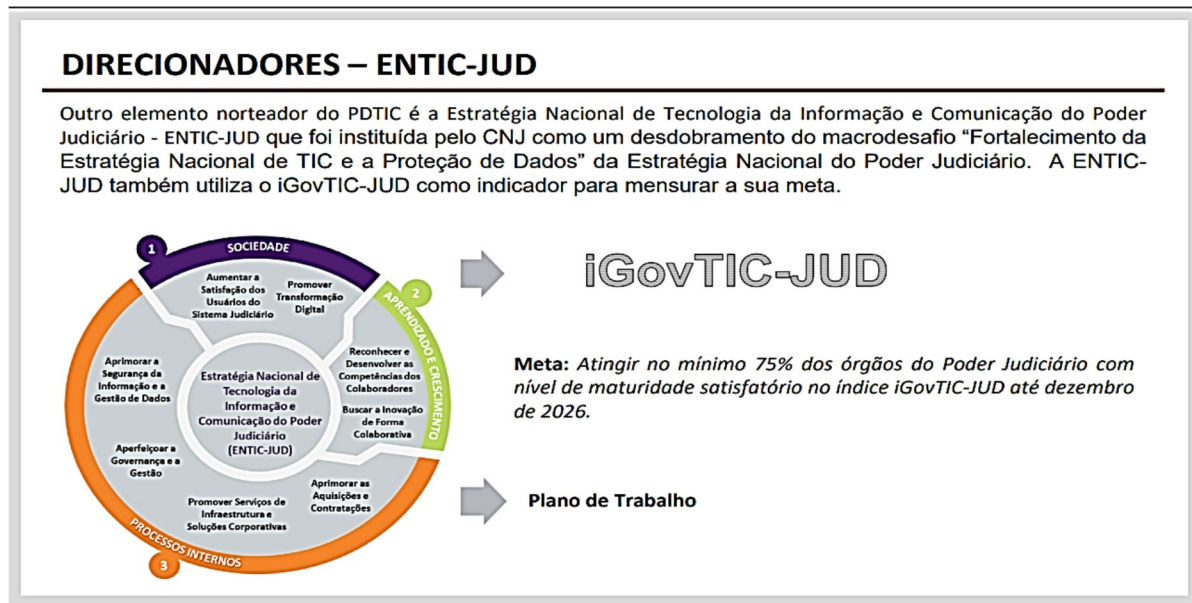 DIRECIONADORES – ENTIC-JUD
Outro elemento norteador do PDTIC é a Estratégia Nacional de Tecnologia da Informação e Comunicação do Poder
Judiciário - ENTIC-JUD que foi instituída pelo CNJ como um desdobramento do macrodesafio “Fortalecimento da
Estratégia Nacional de TIC e a Proteção de Dados” da Estratégia Nacional do Poder Judiciário. A ENTIC-
JUD também utiliza o iGovTIC-JUD como indicador para mensurar a sua meta.
1
SOCIEDADE
Aumentar a
Satisfação dos
Usuários do
Sistema Judiciário
Promover
Transformação
Digital
2
APRENDIZADO E CRESCIMENTO
Reconhecer e
Desenvolver as
Competências dos
Colaboradores
Buscar a Inovação
de Forma
Colaborativa
Aprimorar a
Segurança da
Informação e a
Gestão de Dados
Estratégia Nacional de
Tecnologia da
Informação e
Comunicação do Poder
Judiciário
(ENTIC-JUD)
Aperfeiçoar a
Governança e a
Gestão
Promover Serviços de
Infraestrutura e
Soluções Corporativas
Aprimorar as
Aquisições e
Contratações
PROCESSOS INTERNOS
3
iGovTIC-JUD
Meta: Atingir no mínimo 75% dos órgãos do Poder Judiciário com
nível de maturidade satisfatório no índice iGovTIC-JUD até dezembro
de 2026.
Plano de Trabalho